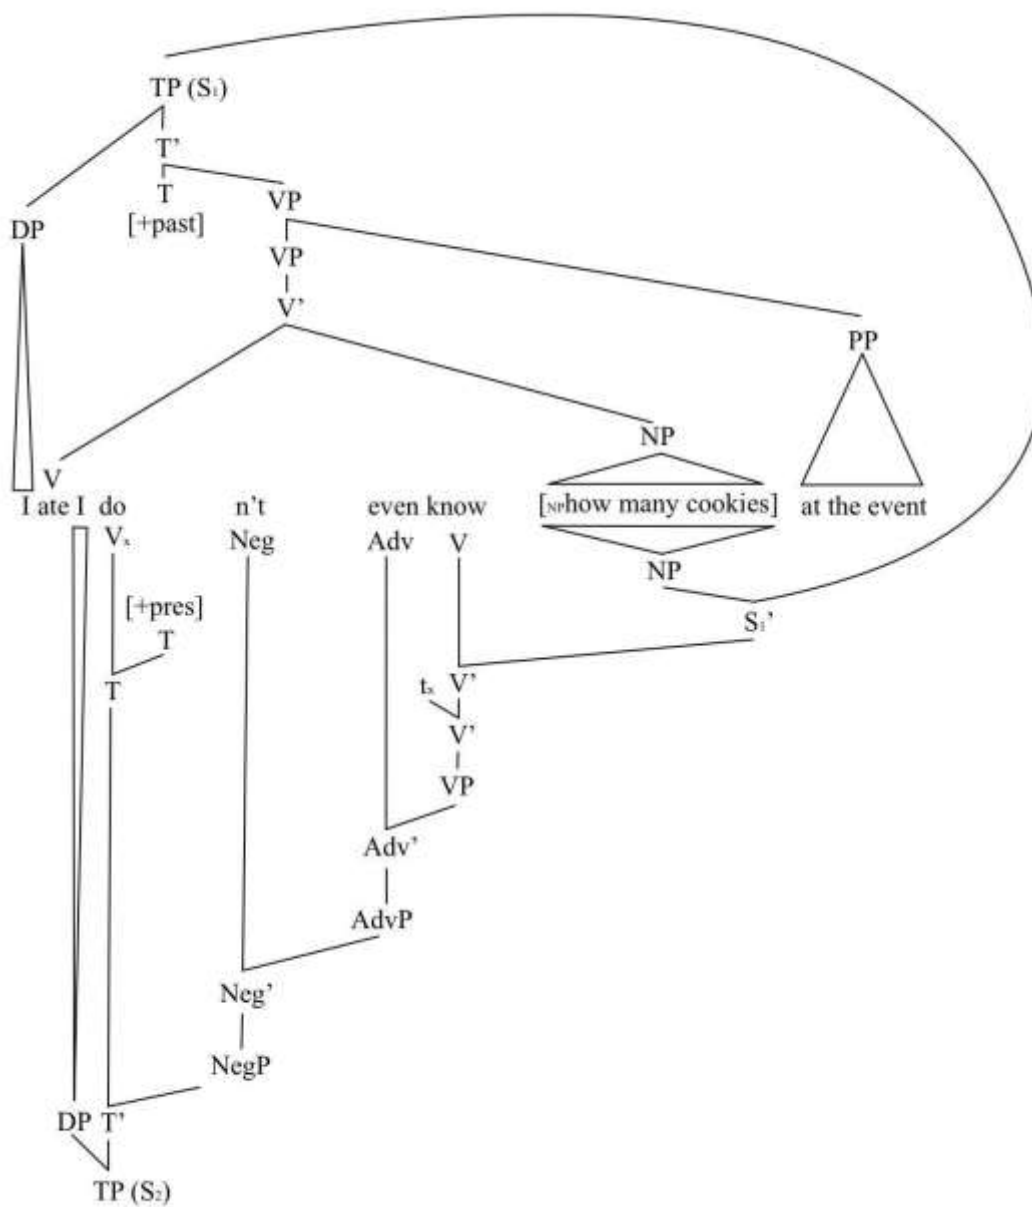 TP (S₁)
T’
T
[+past]
VP
DP
VP
V’
PP
NP
V
I ate I do n't even know [NPhow many cookies] at the event
Vₓ Neg Adv V
NP
[+pres]
T
S₁’
T
tₓ V’
V’
VP
Adv’
AdvP
Neg’
NegP
DP T’
TP (S₂)